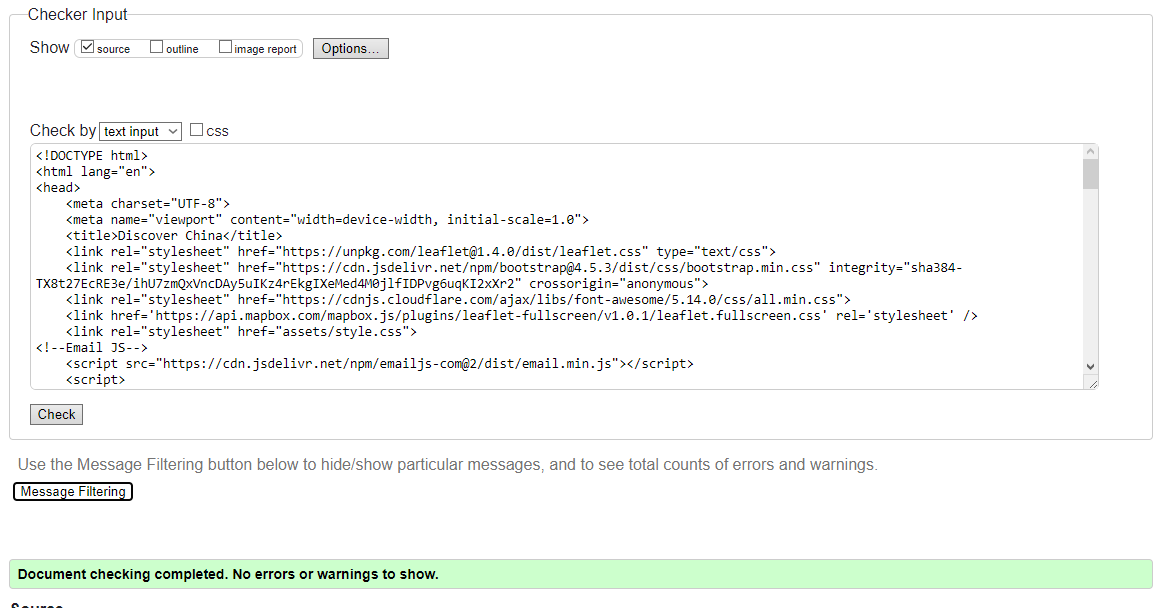 Checker Input
Show source outline image report Options...
Check by text input css
<!DOCTYPE html>
<html lang="en">
<head>
<meta charset="UTF-8">
<meta name="viewport" content="width=device-width, initial-scale=1.0">
<title>Discover China</title>
<link rel="stylesheet" href="https://unpkg.com/leaflet@1.4.0/dist/leaflet.css" type="text/css">
<link rel="stylesheet" href="https://cdn.jsdelivr.net/npm/bootstrap@4.5.3/dist/css/bootstrap.min.css" integrity="sha384-
TX8t27EcRE3e/ihU7zmQxVncDAy5uIKz4rEkgIXeMed4M0jlfIDPvg6uqKI2xXr2" crossorigin="anonymous">
<link rel="stylesheet" href="https://cdnjs.cloudflare.com/ajax/libs/font-awesome/5.14.0/css/all.min.css">
<link href='https://api.mapbox.com/mapbox.js/plugins/leaflet-fullscreen/v1.0.1/leaflet.fullscreen.css' rel='stylesheet' />
<link rel="stylesheet" href="assets/style.css">
<!--Email JS-->
<script src="https://cdn.jsdelivr.net/npm/emailjs-com@2/dist/email.min.js"></script>
<script>
Check
Use the Message Filtering button below to hide/show particular messages, and to see total counts of errors and warnings.
Message Filtering
Document checking completed. No errors or warnings to show.
Source